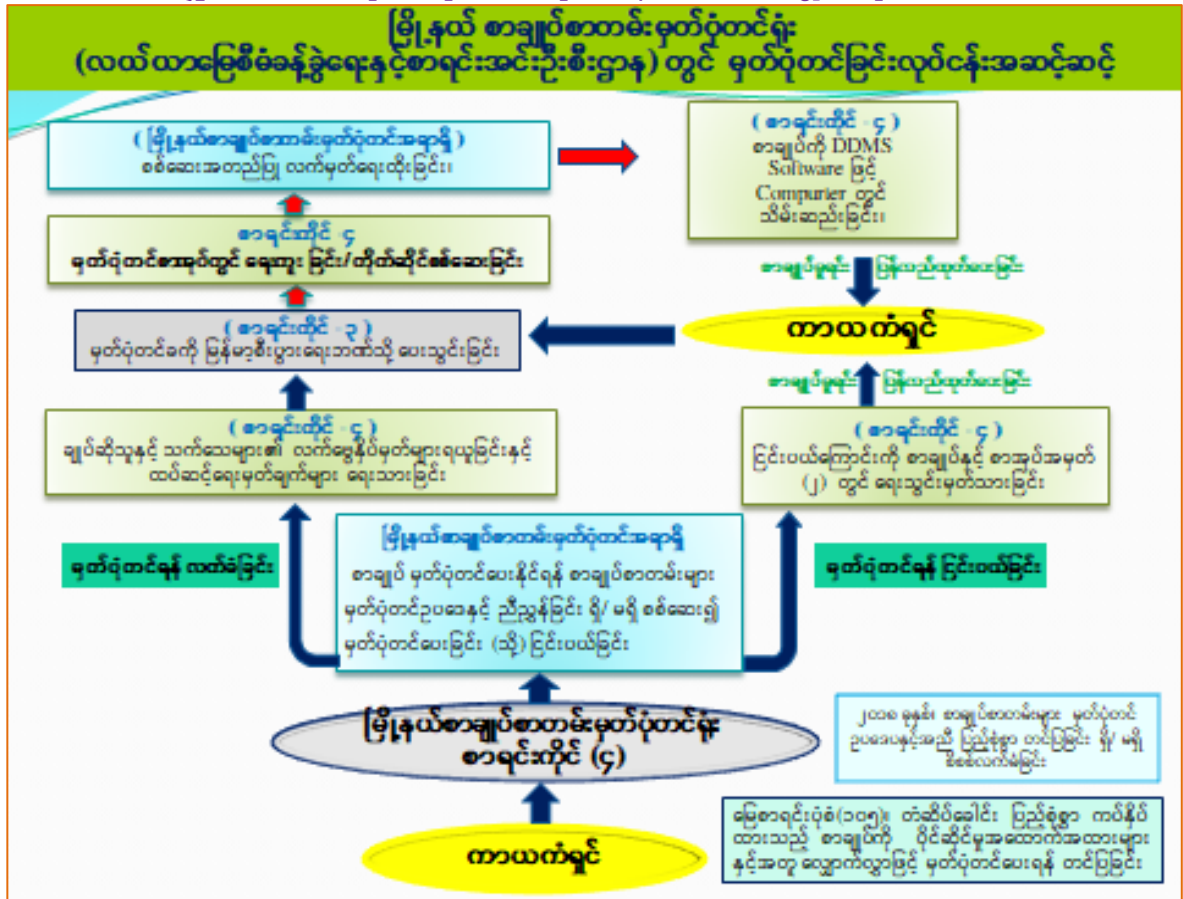 မြို့နယ် စာချုပ်စာတမ်းမှတ်ပုံတင်ရုံး
(လယ်ယာမြေစီမံခန့်ခွဲရေးနှင့်စာရင်းအင်းဦးစီးဌာန) တွင် မှတ်ပုံတင်ခြင်းလုပ်ငန်းအဆင့်ဆင့်
( မြို့နယ်စာချုပ်စာတမ်းမှတ်ပုံတင်အရာရှိ )
စစ်ဆေးအတည်ပြု လက်မှတ်ရေးထိုးခြင်း။
( စာရင်းကိုင် - ၄ )
စာချုပ်ကို DDMS
Software ဖြင့်
Compurier တွင်
သိမ်းဆည်းခြင်း။
စာရင်းကိုင် - ၄
မှတ်ပုံတင်စာအုပ်တွင် ရေးကူး ခြင်း/တိုက်ဆိုင်စစ်ဆေးခြင်း
စာချုပ်မူရင်း ပြန်လည်ထုတ်ပေးခြင်း
( စာရင်းကိုင် - ၃ )
မှတ်ပုံတင်ခကို မြန်မာ့စီးပွားရေးဘဏ်သို့ ပေးသွင်းခြင်း
ကာယကံရှင်
စာချုပ်မူရင်း ပြန်လည်ထုတ်ပေးခြင်း
( စာရင်းကိုင် - ၄ )
ချုပ်ဆိုသူနှင့် သက်သေများ၏ လက်ဗွေနှိပ်မှတ်များရယူခြင်းနှင့်
ထပ်ဆင့်ရေးမှတ်ချက်များ ရေးသားခြင်း
( စာရင်းကိုင် - ၄ )
ငြင်းပယ်ကြောင်းကို စာချုပ်နှင့် စာအုပ်အမှတ်
(၂) တွင် ရေးသွင်းမှတ်သားခြင်း
မှတ်ပုံတင်ရန် လက်ခံခြင်း
မြို့နယ်စာချုပ်စာတမ်းမှတ်ပုံတင်အရာရှိ
စာချုပ် မှတ်ပုံတင်ပေးနိုင်ရန် စာချုပ်စာတမ်းများ
မှတ်ပုံတင်ဥပဒေနှင့် ညီညွှန်ခြင်း ရှိ/ မရှိ စစ်ဆေး၍
မှတ်ပုံတင်ပေးခြင်း (သို့) ငြင်းပယ်ခြင်း
မှတ်ပုံတင်ရန် ငြင်းပယ်ခြင်း
မြို့နယ်စာချုပ်စာတမ်းမှတ်ပုံတင်ရုံး
စာရင်းကိုင် (၄)
၂၀၁၈ ခုနှစ်၊ စာချုပ်စာတမ်းများ မှတ်ပုံတင်
ဥပဒေနှင့်အညီ ပြည့်စုံစွာ တင်ပြခြင်း ရှိ/ မရှိ
စိစစ်လက်ခံခြင်း
ကာယကံရှင်
မြေစာရင်းပုံစံ(၁၀၅)၊ တံဆိပ်ခေါင်း ပြည့်စုံစွာ ကပ်နှိပ်
ထားသည့် စာချုပ်ကို ပိုင်ဆိုင်မှုအထောက်အထားများ
နှင့်အတူ လျှောက်လွှာဖြင့် မှတ်ပုံတင်ပေးရန် တင်ပြခြင်း